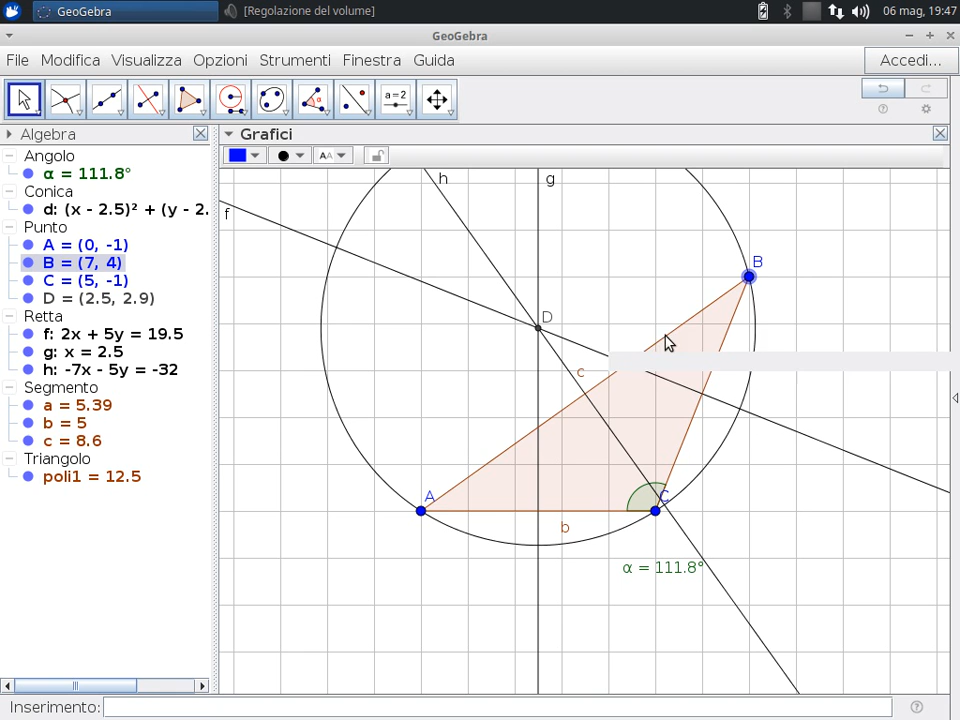 GeoGebra
[Regolazione del volume]
06 mag, 19:47
GeoGebra
File Modifica Visualizza Opzioni Strumenti Finestra Guida
Accedi...
a=2
Algebra
Grafici
AA
Angolo
α = 111.8°
Conica
d: (x - 2.5)² + (y - 2.
Punto
A = (0, -1)
B = (7, 4)
C = (5, -1)
D = (2.5, 2.9)
Retta
f: 2x + 5y = 19.5
g: x = 2.5
h: -7x - 5y = -32
Segmento
a = 5.39
b = 5
c = 8.6
Triangolo
poli1 = 12.5
h
g
f
B
D
c
A
C
b
α = 111.8°
Inserimento: